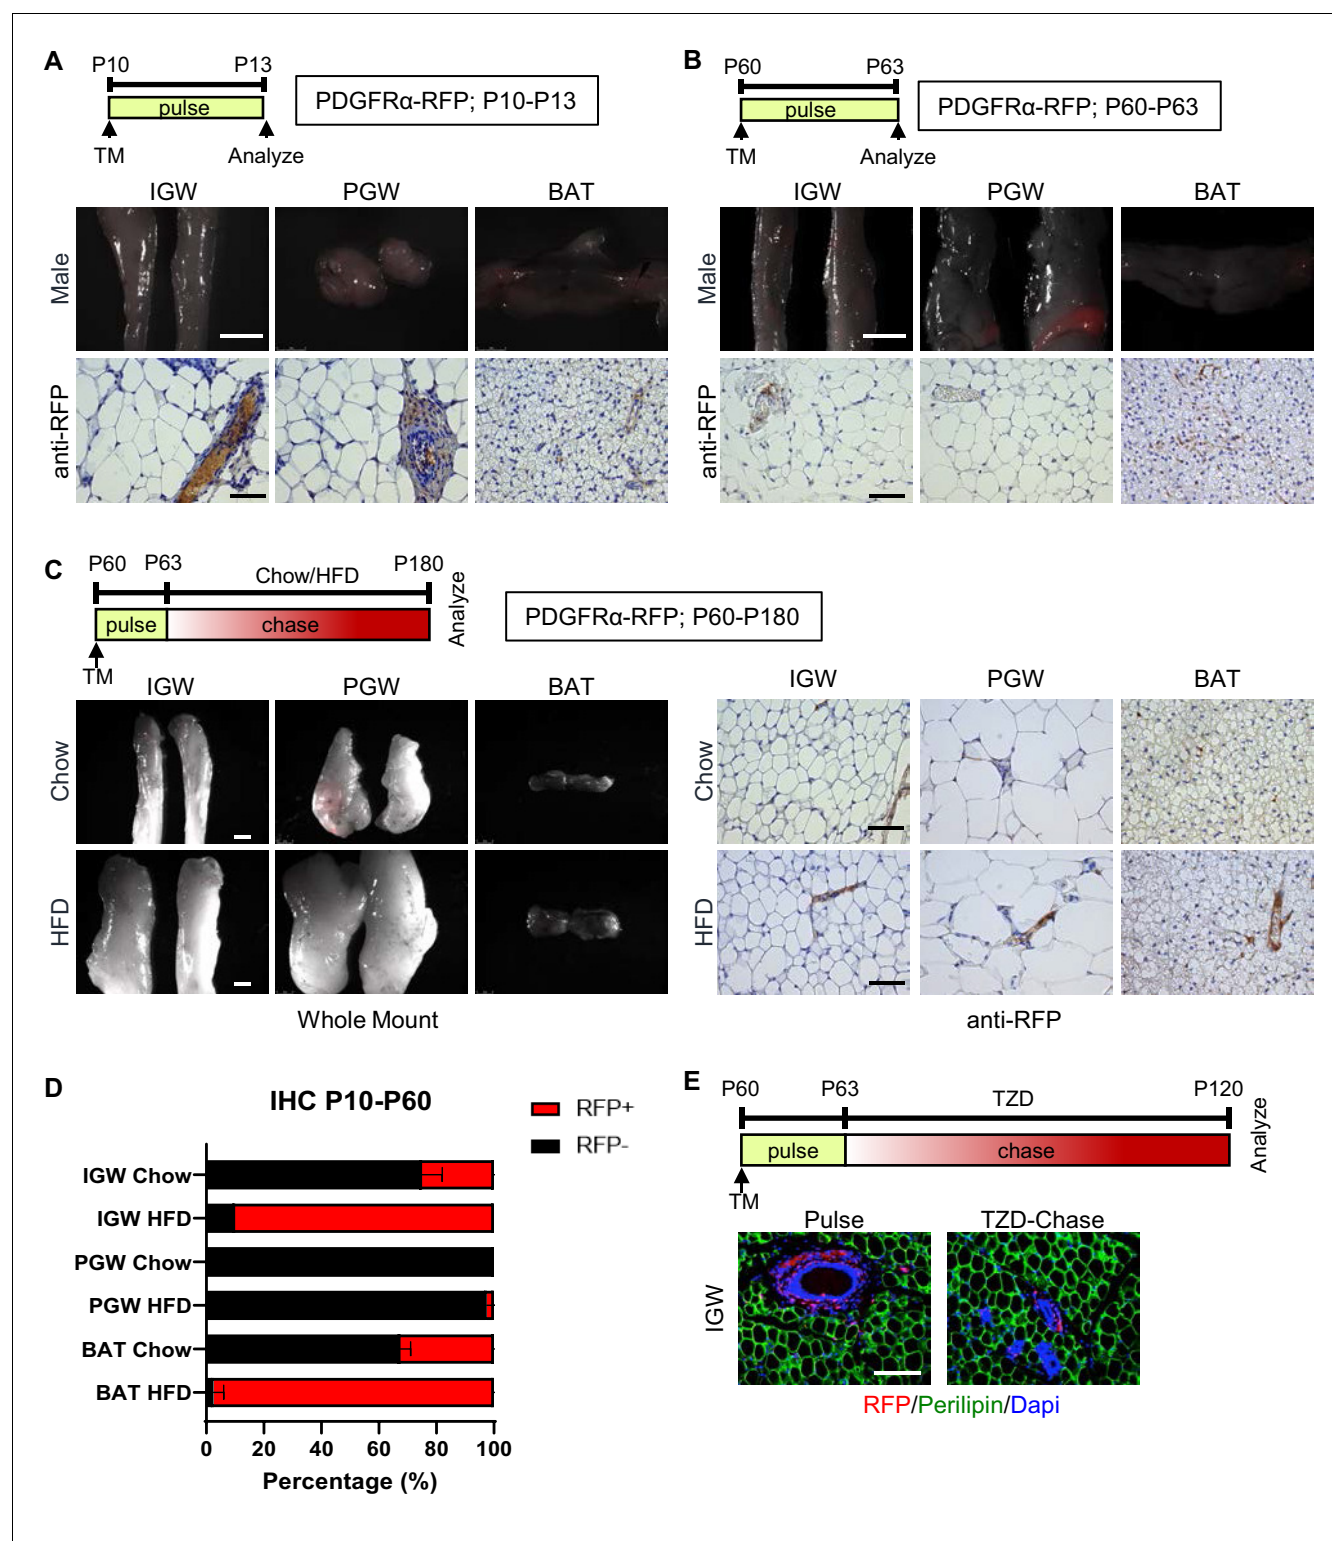 A
P10 P13
pulse
TM Analyze
PDGFRα-RFP; P10-P13
IGW PGW BAT
Male
anti-RFP
B
P60 P63
pulse
TM Analyze
PDGFRα-RFP; P60-P63
IGW PGW BAT
Male
anti-RFP
C
P60 P63 Chow/HFD P180
pulse chase
Analyze
TM
PDGFRα-RFP; P60-P180
IGW PGW BAT
Chow
HFD
Whole Mount
IGW PGW BAT
Chow
HFD
anti-RFP
D
IHC P10-P60
RFP+
RFP-
IGW Chow
IGW HFD
PGW Chow
PGW HFD
BAT Chow
BAT HFD
0 20 40 60 80 100
Percentage (%)
E
P60 P63 TZD P120
pulse chase
Analyze
TM
Pulse TZD-Chase
IGW
RFP/Perilipin/Dapi